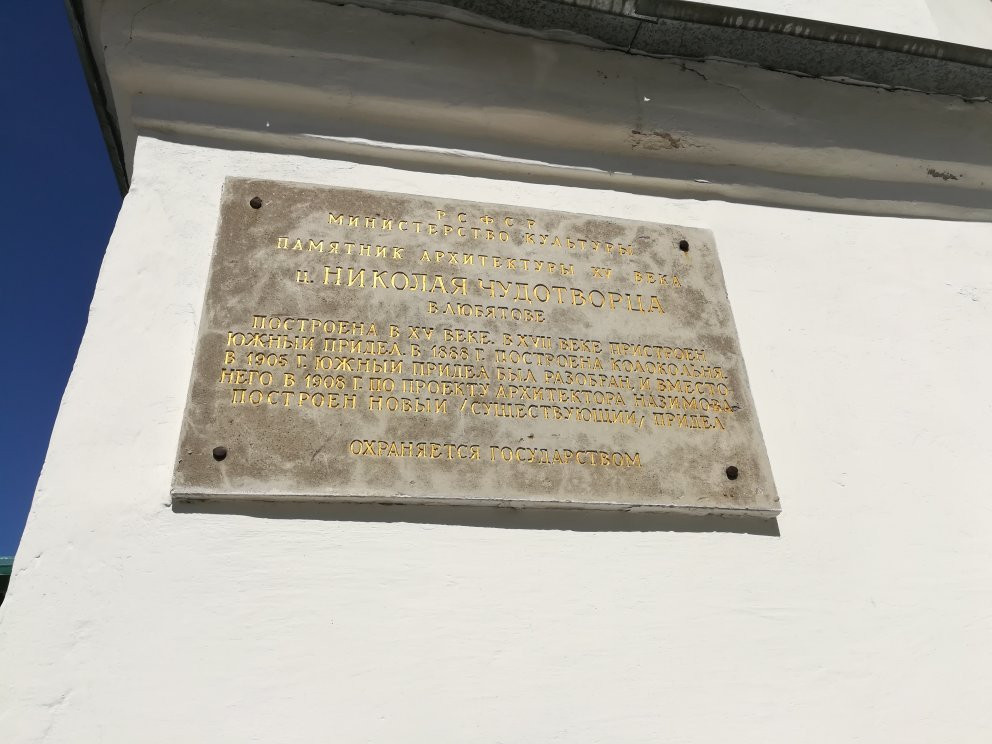 РСФСР
МИНИСТЕРСТВО КУЛЬТУРЫ
ПАМЯТНИК АРХИТЕКТУРЫ XV ВЕКА
Ц. НИКОЛАЯ ЧУДОТВОРЦА
В ЛЮБЯТОВЕ
ПОСТРОЕНА В XV ВЕКЕ. В XVII ВЕКЕ ПРИСТРОЕН
ЮЖНЫЙ ПРИДЕЛ. В 1888 Г. ПОСТРОЕНА КОЛОКОЛЬНЯ.
В 1905 Г. ЮЖНЫЙ ПРИДЕЛ БЫЛ РАЗОБРАН, И ВМЕСТО
НЕГО В 1908 Г. ПО ПРОЕКТУ АРХИТЕКТОРА НАЗИМОВА
ПОСТРОЕН НОВЫЙ /СУЩЕСТВУЮЩИЙ/ ПРИДЕЛ
ОХРАНЯЕТСЯ ГОСУДАРСТВОМ